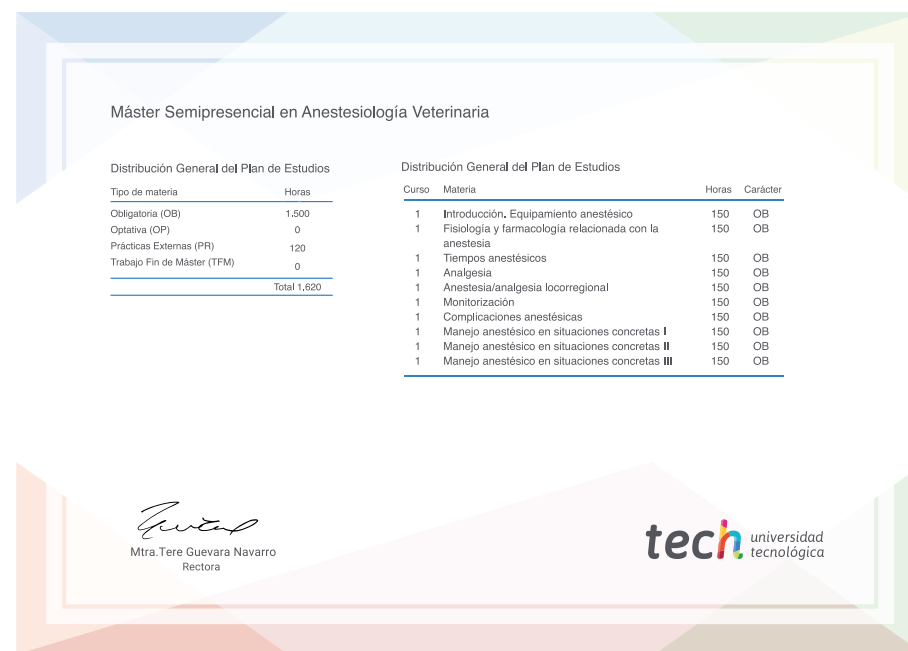 Máster Semipresencial en Anestesiología Veterinaria
Distribución General del Plan de Estudios
Tipo de materia Horas
Obligatoria (OB) 1.500
Optativa (OP) 0
Prácticas Externas (PR) 120
Trabajo Fin de Máster (TFM) 0
Total 1,620
Distribución General del Plan de Estudios
Curso Materia Horas Carácter
1 Introducción. Equipamiento anestésico 150 OB
1 Fisiología y farmacología relacionada con la 150 OB
anestesia
1 Tiempos anestésicos 150 OB
1 Analgesia 150 OB
1 Anestesia/analgesia locorregional 150 OB
1 Monitorización 150 OB
1 Complicaciones anestésicas 150 OB
1 Manejo anestésico en situaciones concretas I 150 OB
1 Manejo anestésico en situaciones concretas II 150 OB
1 Manejo anestésico en situaciones concretas III 150 OB
Mtra.Tere Guevara Navarro
Rectora
tech universidad
tecnológica